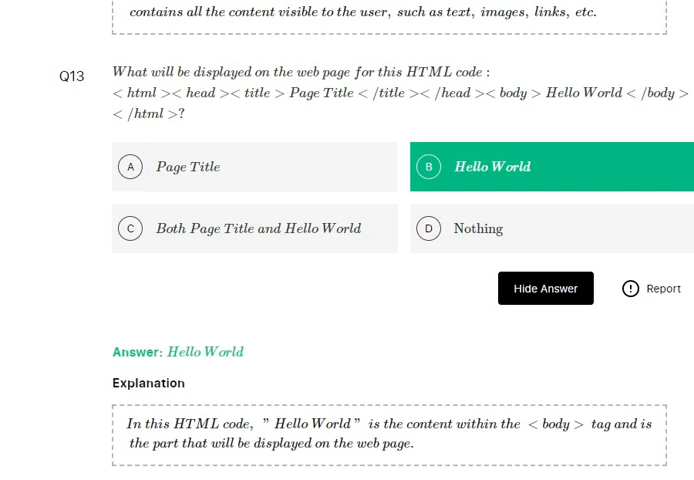 contains all the content visible to the user, such as text, images, links, etc.
Q13
What will be displayed on the web page for this HTML code :
< html >< head >< title > Page Title < /title >< /head >< body > Hello World < /body >
< /html >?
A Page Title
B Hello World
C Both Page Title and Hello World
D Nothing
Hide Answer
! Report
Answer: Hello World
Explanation
In this HTML code, ” Hello World ” is the content within the < body > tag and is
the part that will be displayed on the web page.